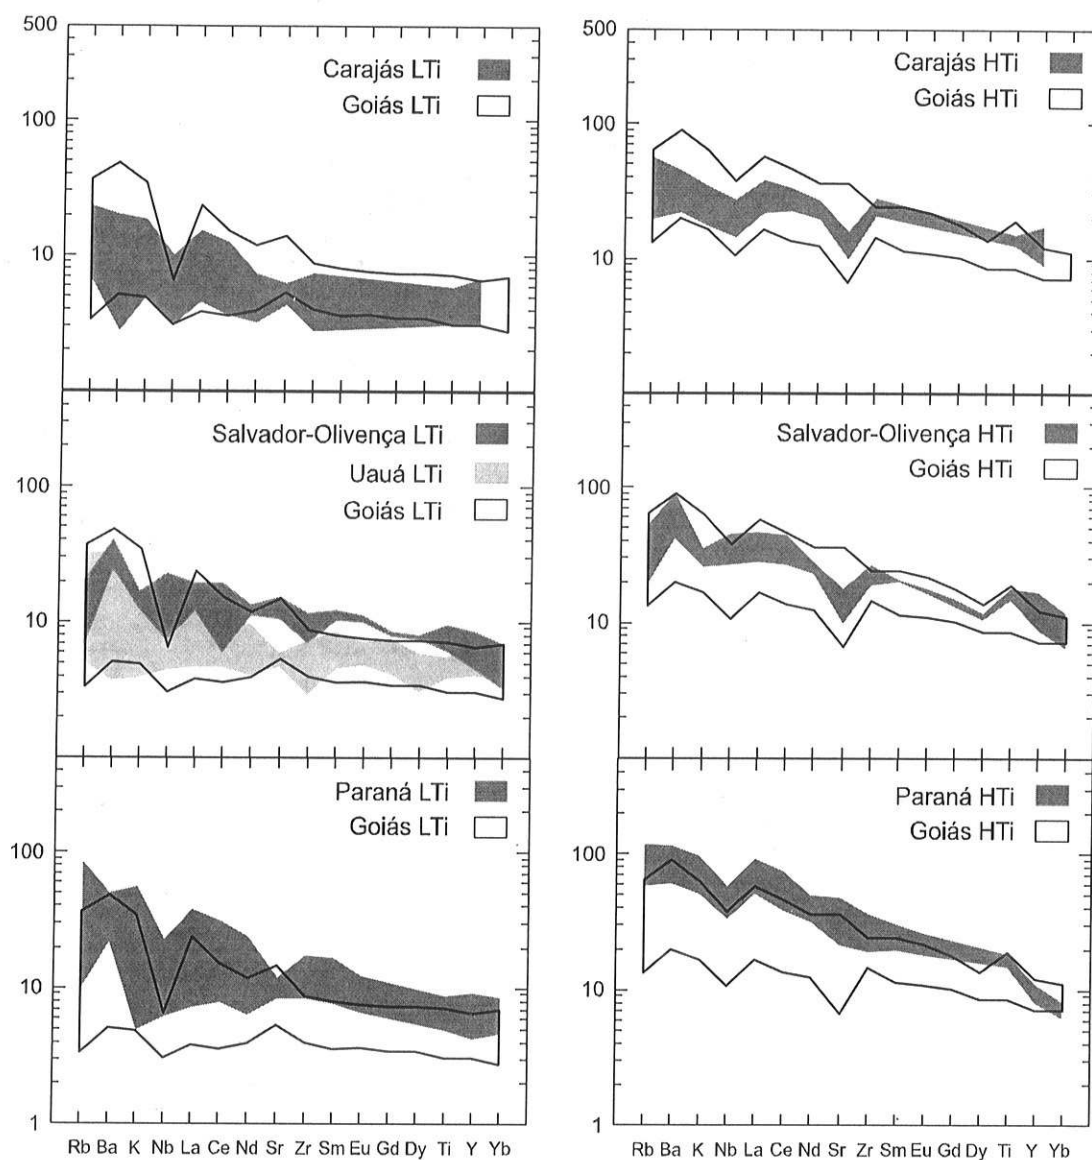 500
100
10
Carajás LTi
Goiás LTi
500
100
10
Carajás HTi
Goiás HTi
100
10
Salvador-Olivença LTi
Uauá LTi
Goiás LTi
100
10
Salvador-Olivença HTi
Goiás HTi
100
10
1
Paraná LTi
Goiás LTi
Rb Ba K Nb La Ce Nd Sr Zr Sm Eu Gd Dy Ti Y Yb
100
10
1
Paraná HTi
Goiás HTi
Rb Ba K Nb La Ce Nd Sr Zr Sm Eu Gd Dy Ti Y Yb